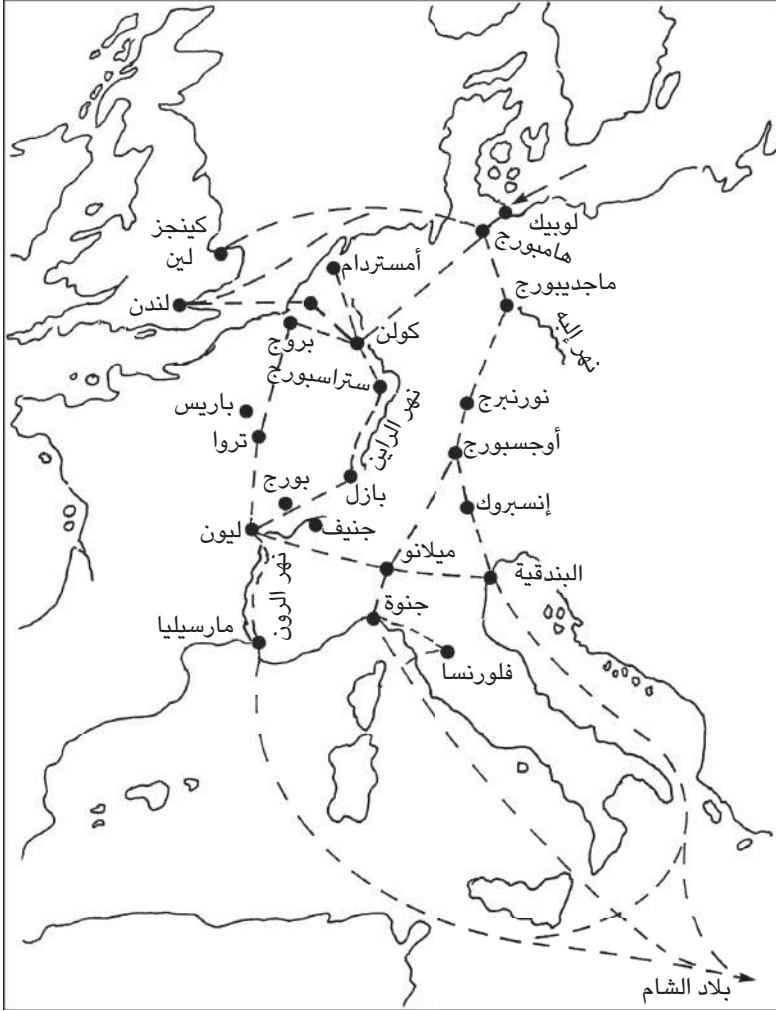 لوبيك
هامبورج
كينجز
لين
أمستردام
ماجديبورج
لندن
نهر إلبه
كولن
بروج
ستراسبورج
نورنبرج
باريس
نهر الراين
تروا
أوجسبورج
بازل
بورج
إنسبروك
جنيف
ليون
ميلانو
البندقية
نهر الرون
جنوة
مارسيليا
فلورنسا
بلاد الشام